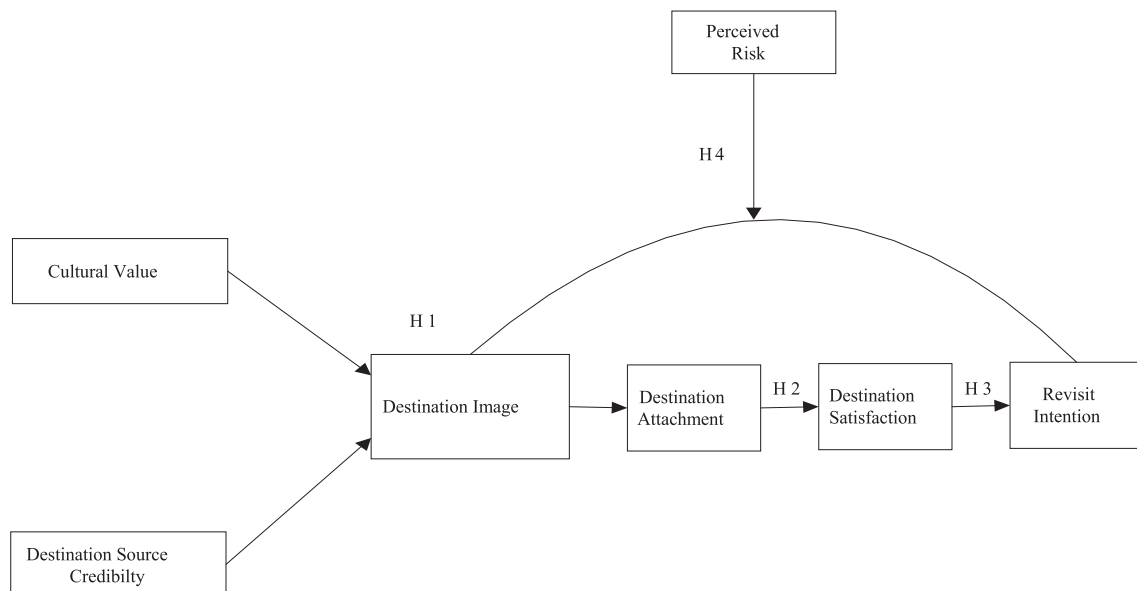 Perceived
Risk
H 4
Cultural Value
H 1
Destination Image
Destination
Attachment
H 2
Destination
Satisfaction
H 3
Revisit
Intention
Destination Source
Credibilty